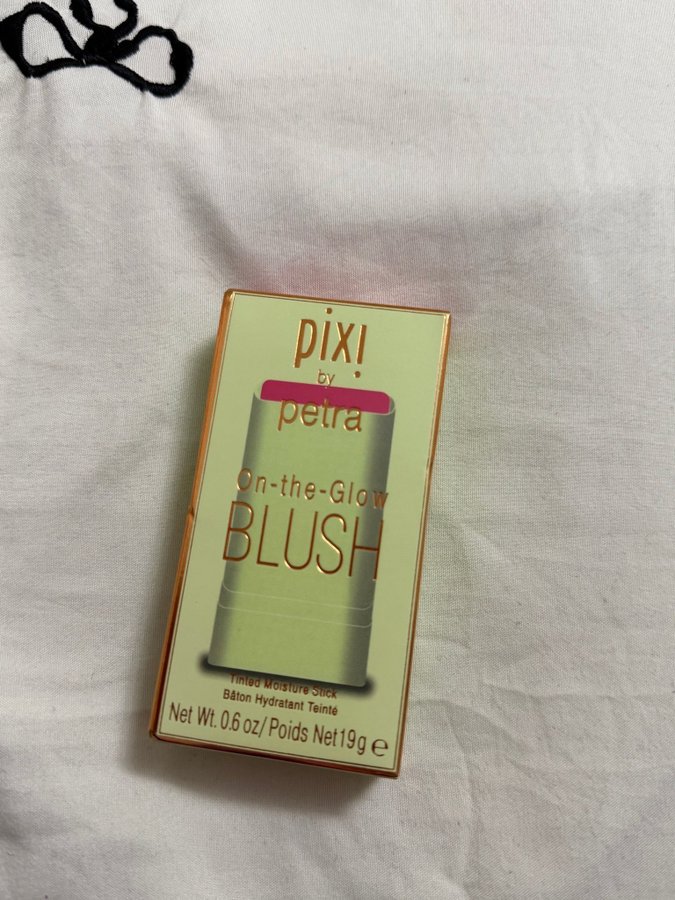 pixi
by
petra
On-the-Glow
BLUSH
Tinted Moisture Stick
Bâton Hydratant Teinté
Net Wt. 0.6 oz/ Poids Net 19g e